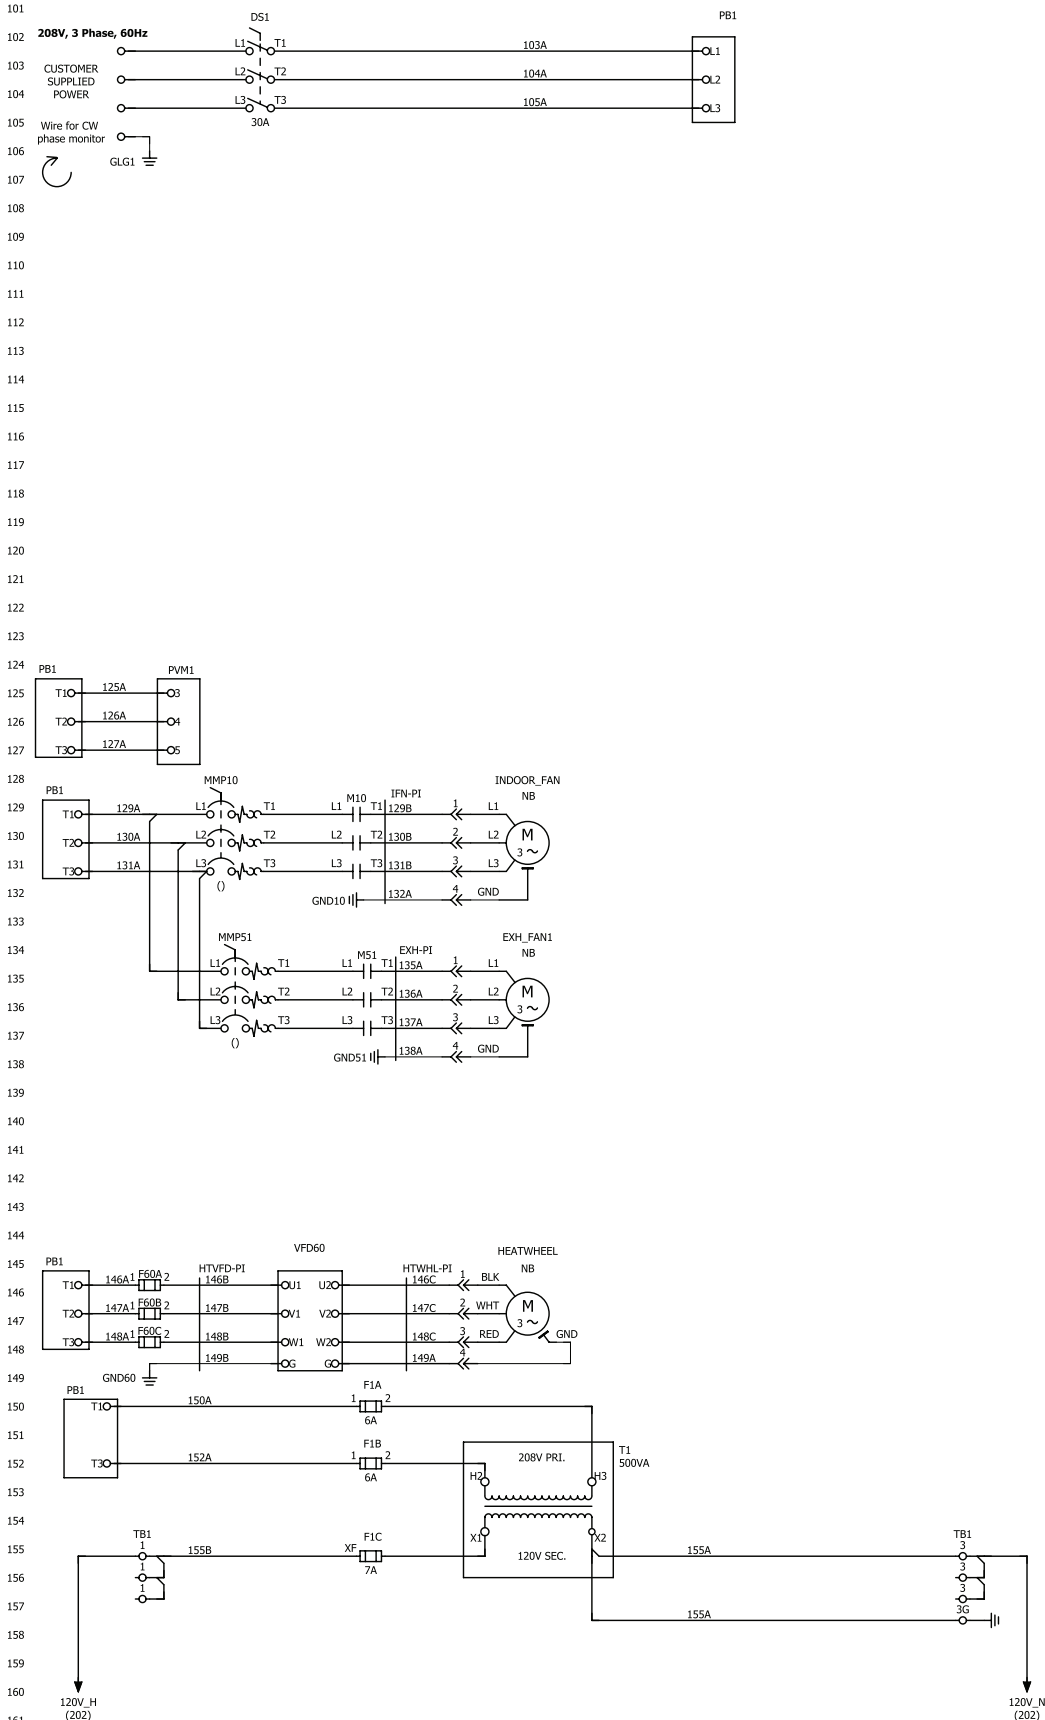 101
DS1 PB1
102 208V, 3 Phase, 60Hz
L1 T1 103A L1
103 CUSTOMER
SUPPLIED
POWER
L2 T2 104A L2
104
L3 T3 105A L3
105 30A
Wire for CW
phase monitor
106
GLG1
107
108
109
110
111
112
113
114
115
116
117
118
119
120
121
122
123
124
PB1 PVM1
125 T1 125A 3
126 T2 126A 4
127 T3 127A 5
128
MMP10 INDOOR_FAN
PB1 M10 IFN-PI NB
129 T1 129A L1 T1 L1 T1 129B 1 L1
130 T2 130A L2 T2 L2 T2 130B 2 L2 M
3 ~
131 T3 131A L3 T3 L3 T3 131B 3 L3
()
132 GND10 132A 4 GND
133
134 MMP51 EXH_FAN1
M51 EXH-PI NB
135 L1 T1 L1 T1 135A 1 L1
136 L2 T2 L2 T2 136A 2 L2 M
3 ~
137 L3 T3 L3 T3 137A 3 L3
()
138 GND51 138A 4 GND
139
140
141
142
143
144
VFD60 HEATWHEEL
145 PB1 HTVFD-PI HTWHL-PI NB
146 T1 146A 1 F60A 2 146B U1 U2 146C 1 BLK
147 T2 147A 1 F60B 2 147B V1 V2 147C 2 WHT M
3 ~
148 T3 148A 1 F60C 2 148B W1 W2 148C 3 RED GND
149B G G 149A 4
149 GND60
PB1 F1A
150 T1 150A 1 2
6A
151
F1B 208V PRI. T1
500VA
152 T3 152A 1 2
6A H2 H3
153
154
TB1 F1C X1 X2 TB1
155 1 155B XF 120V SEC. 155A 3
7A
156 1 3
157 1 3
155A 3G
158
159
160
120V_H 120V_N
(202) (202)
161